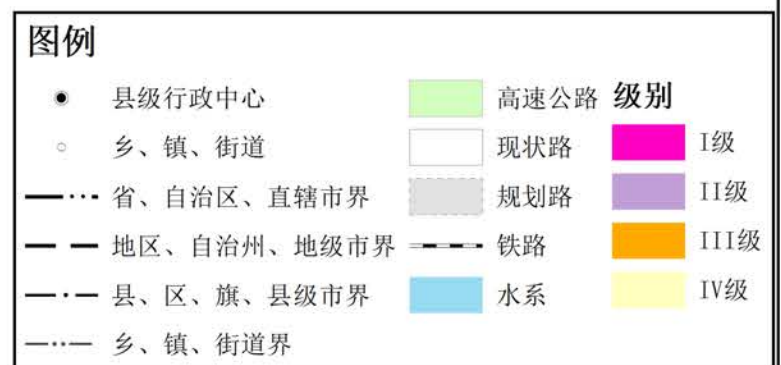 图例
县级行政中心
乡、镇、街道
省、自治区、直辖市界
地区、自治州、地级市界
县、区、旗、县级市界
乡、镇、街道界
高速公路
现状路
规划路
铁路
水系
级别
I级
II级
III级
IV级